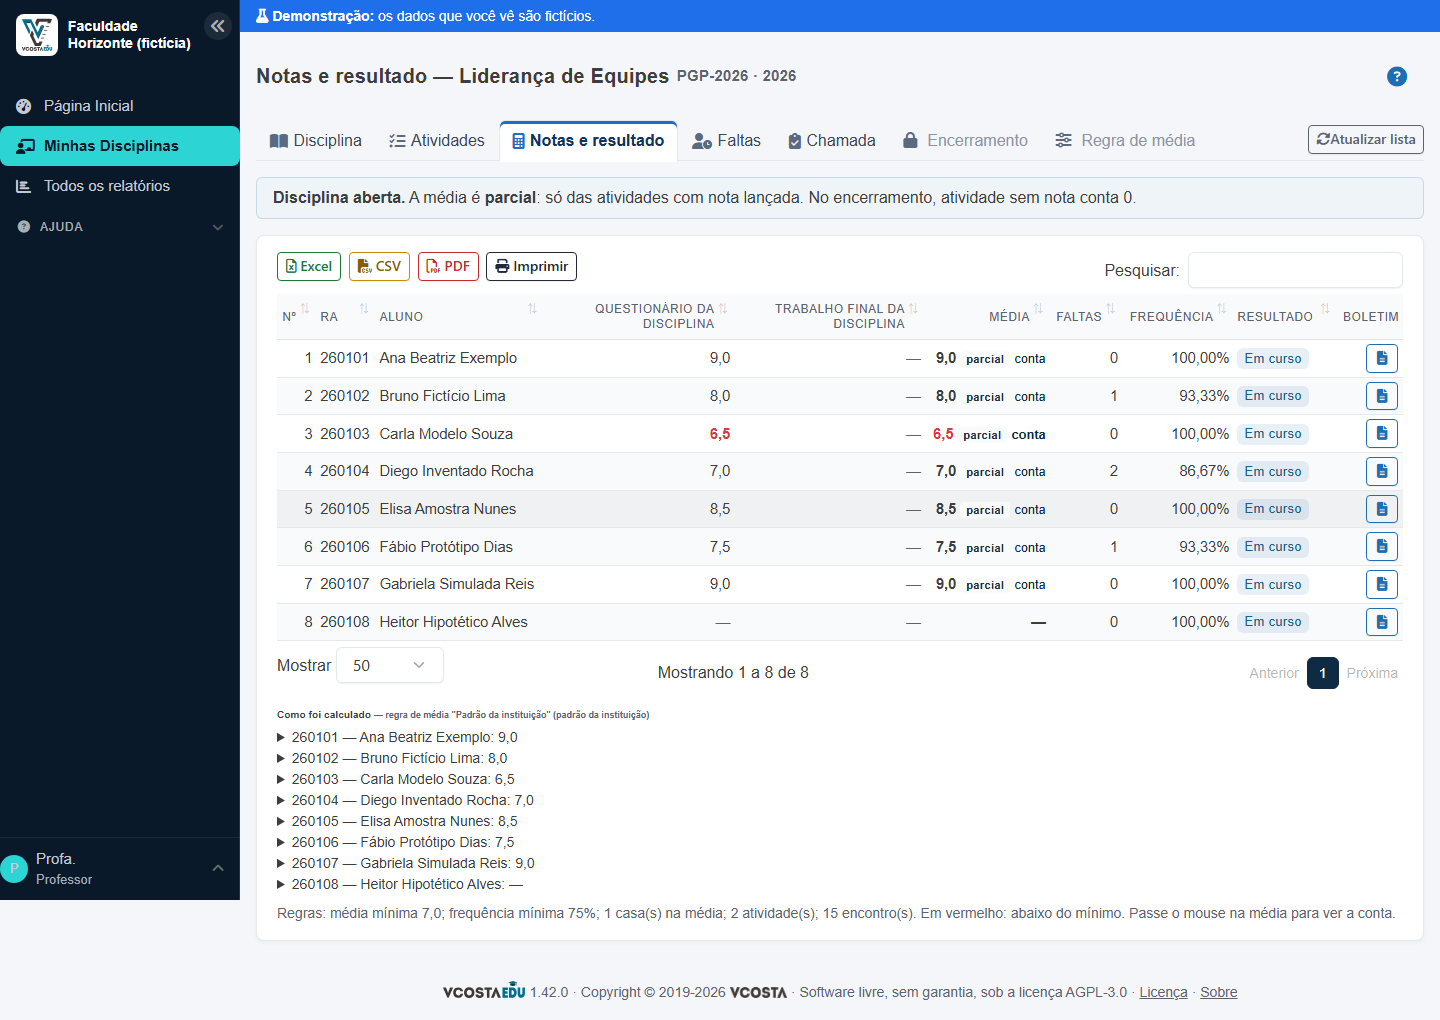 Faculdade
Horizonte (fictícia)
VCOSTAEDU
Página Inicial
Minhas Disciplinas
Todos os relatórios
AJUDA
P
Profa.
Professor
Demonstração: os dados que você vê são fictícios.
Notas e resultado — Liderança de Equipes PGP-2026 · 2026
?
Disciplina Atividades Notas e resultado Faltas Chamada Encerramento Regra de média Atualizar lista
Disciplina aberta. A média é parcial: só das atividades com nota lançada. No encerramento, atividade sem nota conta 0.
Excel CSV PDF Imprimir Pesquisar:
Nº RA ALUNO QUESTIONÁRIO DA DISCIPLINA TRABALHO FINAL DA DISCIPLINA MÉDIA FALTAS FREQUÊNCIA RESULTADO BOLETIM
1 260101 Ana Beatriz Exemplo 9,0 — 9,0 parcial conta 0 100,00% Em curso
2 260102 Bruno Fictício Lima 8,0 — 8,0 parcial conta 1 93,33% Em curso
3 260103 Carla Modelo Souza 6,5 — 6,5 parcial conta 0 100,00% Em curso
4 260104 Diego Inventado Rocha 7,0 — 7,0 parcial conta 2 86,67% Em curso
5 260105 Elisa Amostra Nunes 8,5 — 8,5 parcial conta 0 100,00% Em curso
6 260106 Fábio Protótipo Dias 7,5 — 7,5 parcial conta 1 93,33% Em curso
7 260107 Gabriela Simulada Reis 9,0 — 9,0 parcial conta 0 100,00% Em curso
8 260108 Heitor Hipotético Alves — — — 0 100,00% Em curso
Mostrar 50 Mostrando 1 a 8 de 8 Anterior 1 Próxima
Como foi calculado — regra de média "Padrão da instituição" (padrão da instituição)
260101 — Ana Beatriz Exemplo: 9,0
260102 — Bruno Fictício Lima: 8,0
260103 — Carla Modelo Souza: 6,5
260104 — Diego Inventado Rocha: 7,0
260105 — Elisa Amostra Nunes: 8,5
260106 — Fábio Protótipo Dias: 7,5
260107 — Gabriela Simulada Reis: 9,0
260108 — Heitor Hipotético Alves: —
Regras: média mínima 7,0; frequência mínima 75%; 1 casa(s) na média; 2 atividade(s); 15 encontro(s). Em vermelho: abaixo do mínimo. Passe o mouse na média para ver a conta.
VCOSTAEDU 1.42.0 · Copyright © 2019-2026 VCOSTA · Software livre, sem garantia, sob a licença AGPL-3.0 · Licença · Sobre